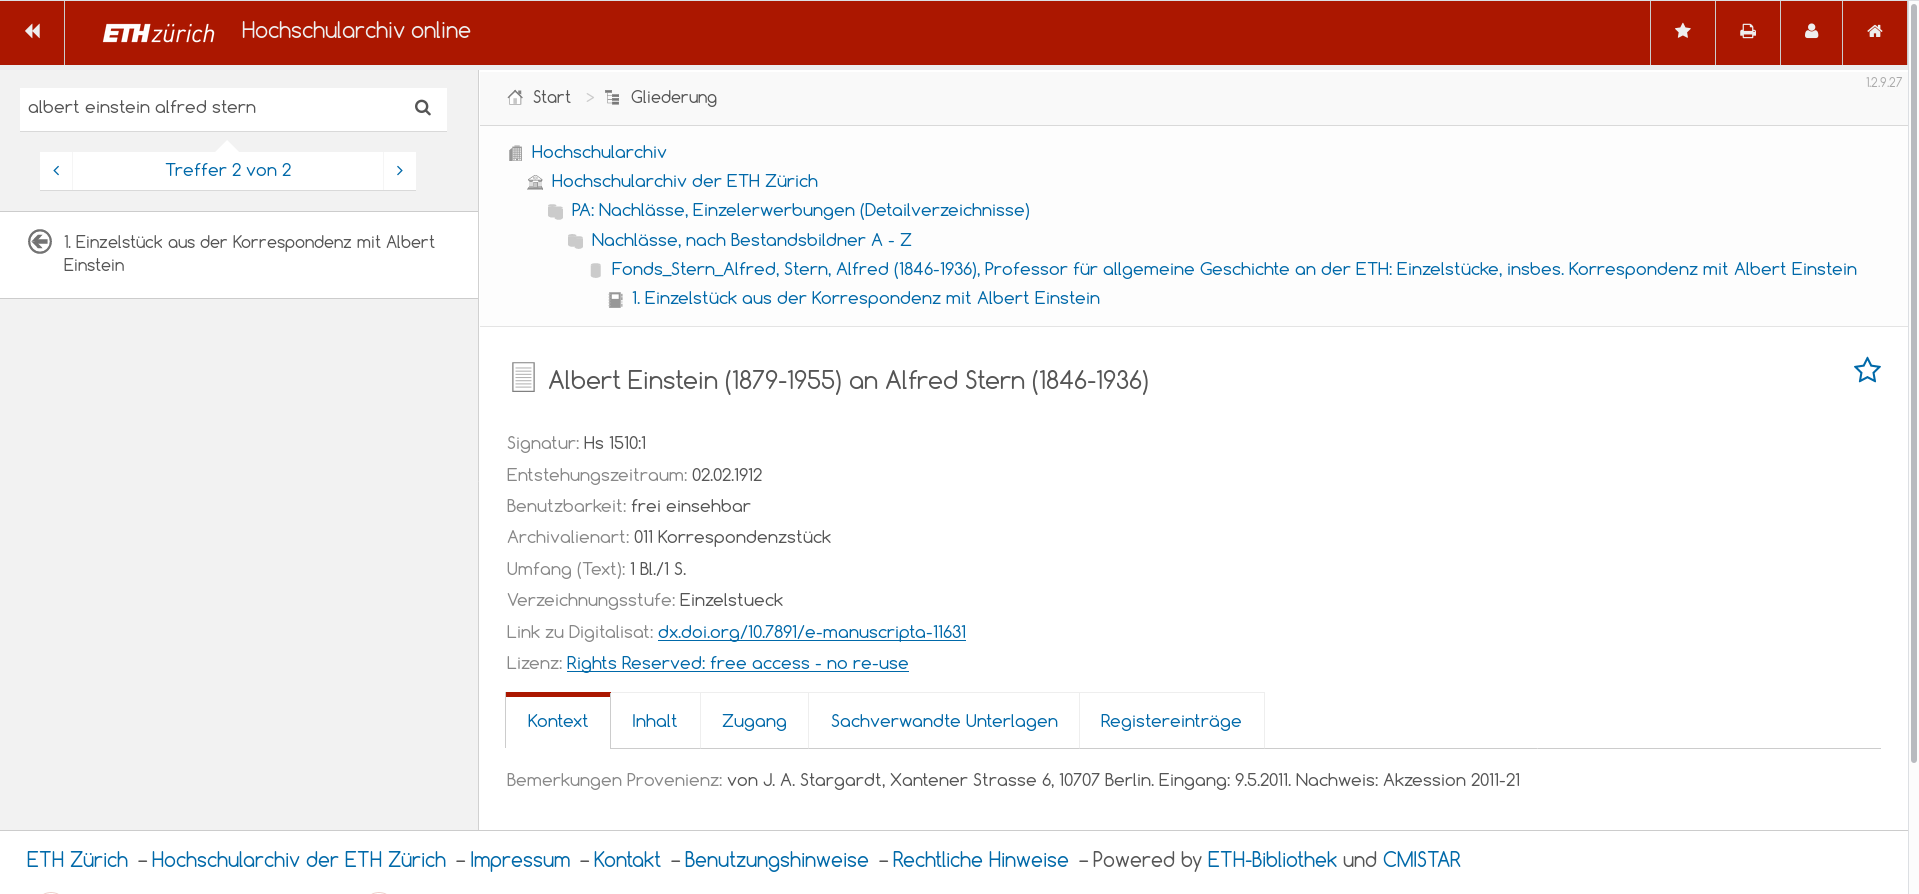 ETH zürich Hochschularchiv online
albert einstein alfred stern
Treffer 2 von 2
1. Einzelstück aus der Korrespondenz mit Albert
Einstein
Start > Gliederung
1.2.9.27
Hochschularchiv
Hochschularchiv der ETH Zürich
PA: Nachlässe, Einzelerwerbungen (Detailverzeichnisse)
Nachlässe, nach Bestandsbildner A - Z
Fonds_Stern_Alfred, Stern, Alfred (1846-1936), Professor für allgemeine Geschichte an der ETH: Einzelstücke, insbes. Korrespondenz mit Albert Einstein
1. Einzelstück aus der Korrespondenz mit Albert Einstein
Albert Einstein (1879-1955) an Alfred Stern (1846-1936)
Signatur: Hs 1510:1
Entstehungszeitraum: 02.02.1912
Benutzbarkeit: frei einsehbar
Archivalienart: 011 Korrespondenzstück
Umfang (Text): 1 Bl./1 S.
Verzeichnungsstufe: Einzelstueck
Link zu Digitalisat: dx.doi.org/10.7891/e-manuscripta-11631
Lizenz: Rights Reserved: free access - no re-use
Kontext Inhalt Zugang Sachverwandte Unterlagen Registereinträge
Bemerkungen Provenienz: von J. A. Stargardt, Xantener Strasse 6, 10707 Berlin. Eingang: 9.5.2011. Nachweis: Akzession 2011-21
ETH Zürich – Hochschularchiv der ETH Zürich – Impressum – Kontakt – Benutzungshinweise – Rechtliche Hinweise – Powered by ETH-Bibliothek und CMISTAR